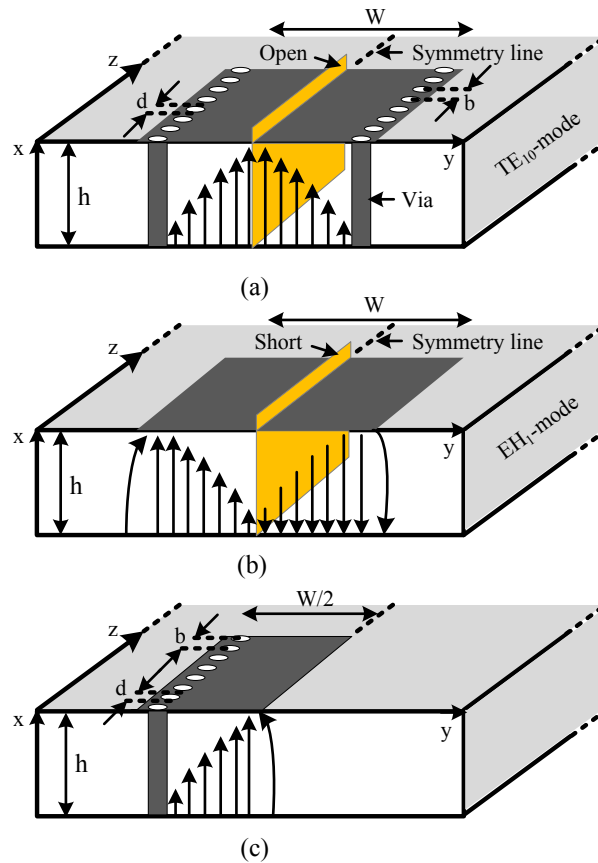 W
z
Open
Symmetry line
d
b
x
y
h
Via
TE10-mode
(a)
W
Short
Symmetry line
z
x
y
h
EH1-mode
(b)
W/2
z
b
d
x
y
h
(c)